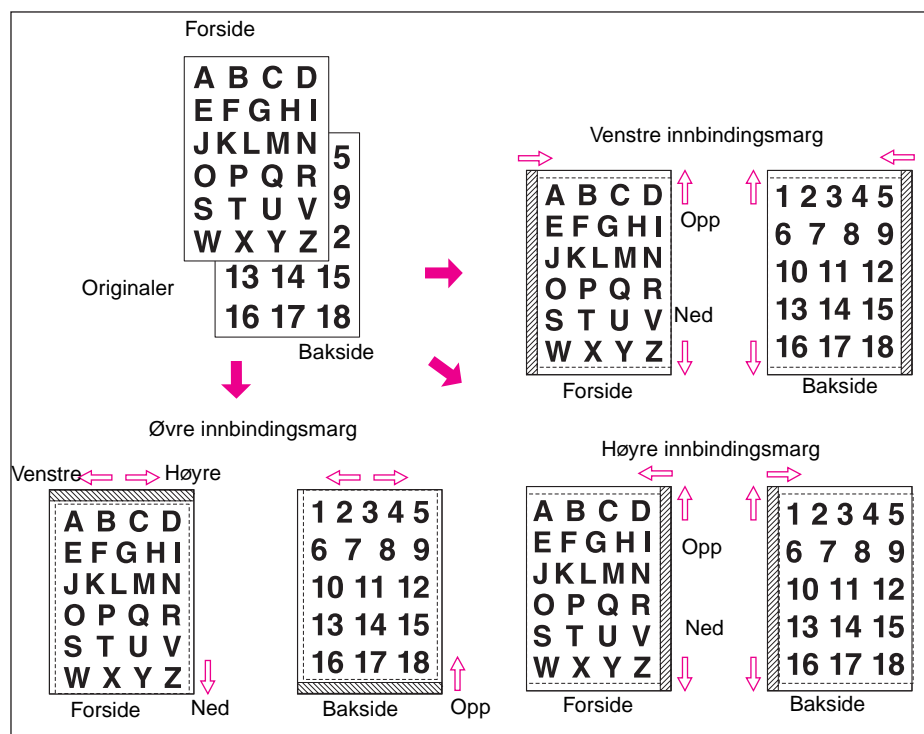 Forside
A B C D
E F G H I
J K L M N
O P Q R
S T U V
W X Y Z
5
9
2
13 14 15
16 17 18
Originaler
Bakside
Venstre innbindingsmarg
A B C D
E F G H I
J K L M N
O P Q R
S T U V
W X Y Z
Opp
Ned
Forside
1 2 3 4 5
6 7 8 9
10 11 12
13 14 15
16 17 18
Bakside
Øvre innbindingsmarg
Venstre
Høyre
A B C D
E F G H I
J K L M N
O P Q R
S T U V
W X Y Z
Forside
Ned
1 2 3 4 5
6 7 8 9
10 11 12
13 14 15
16 17 18
Bakside
Opp
Høyre innbindingsmarg
A B C D
E F G H I
J K L M N
O P Q R
S T U V
W X Y Z
Opp
Ned
Forside
1 2 3 4 5
6 7 8 9
10 11 12
13 14 15
16 17 18
Bakside